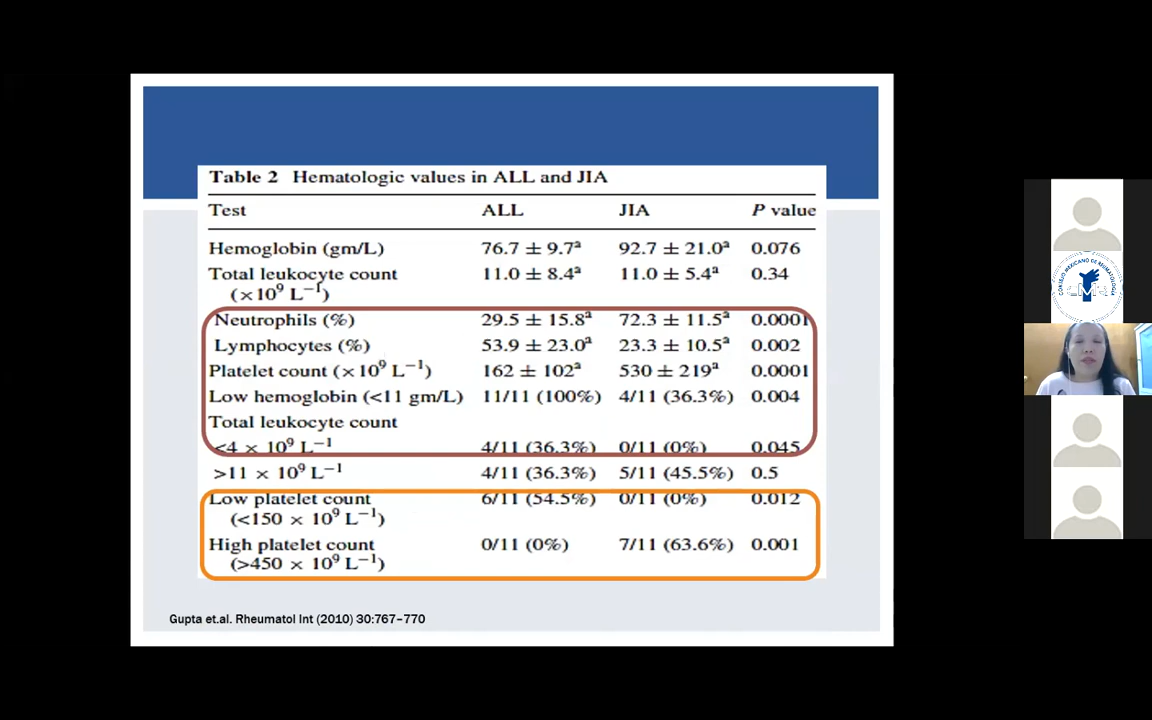 Table 2 Hematologic values in ALL and JIA
Test ALL JIA P value
Hemoglobin (gm/L) 76.7 ± 9.7ª 92.7 ± 21.0ª 0.076
Total leukocyte count 11.0 ± 8.4ª 11.0 ± 5.4ª 0.34
(×10⁹ L⁻¹)
Neutrophils (%) 29.5 ± 15.8ª 72.3 ± 11.5ª 0.0001
Lymphocytes (%) 53.9 ± 23.0ª 23.3 ± 10.5ª 0.002
Platelet count (×10⁹ L⁻¹) 162 ± 102ª 530 ± 219ª 0.0001
Low hemoglobin (<11 gm/L) 11/11 (100%) 4/11 (36.3%) 0.004
Total leukocyte count
<4 × 10⁹ L⁻¹ 4/11 (36.3%) 0/11 (0%) 0.045
>11 × 10⁹ L⁻¹ 4/11 (36.3%) 5/11 (45.5%) 0.5
Low platelet count 6/11 (54.5%) 0/11 (0%) 0.012
(<150 × 10⁹ L⁻¹)
High platelet count 0/11 (0%) 7/11 (63.6%) 0.001
(>450 × 10⁹ L⁻¹)
Gupta et.al. Rheumatol Int (2010) 30:767–770
CONSEJO MEXICANO DE REUMATOLOGIA
CMR